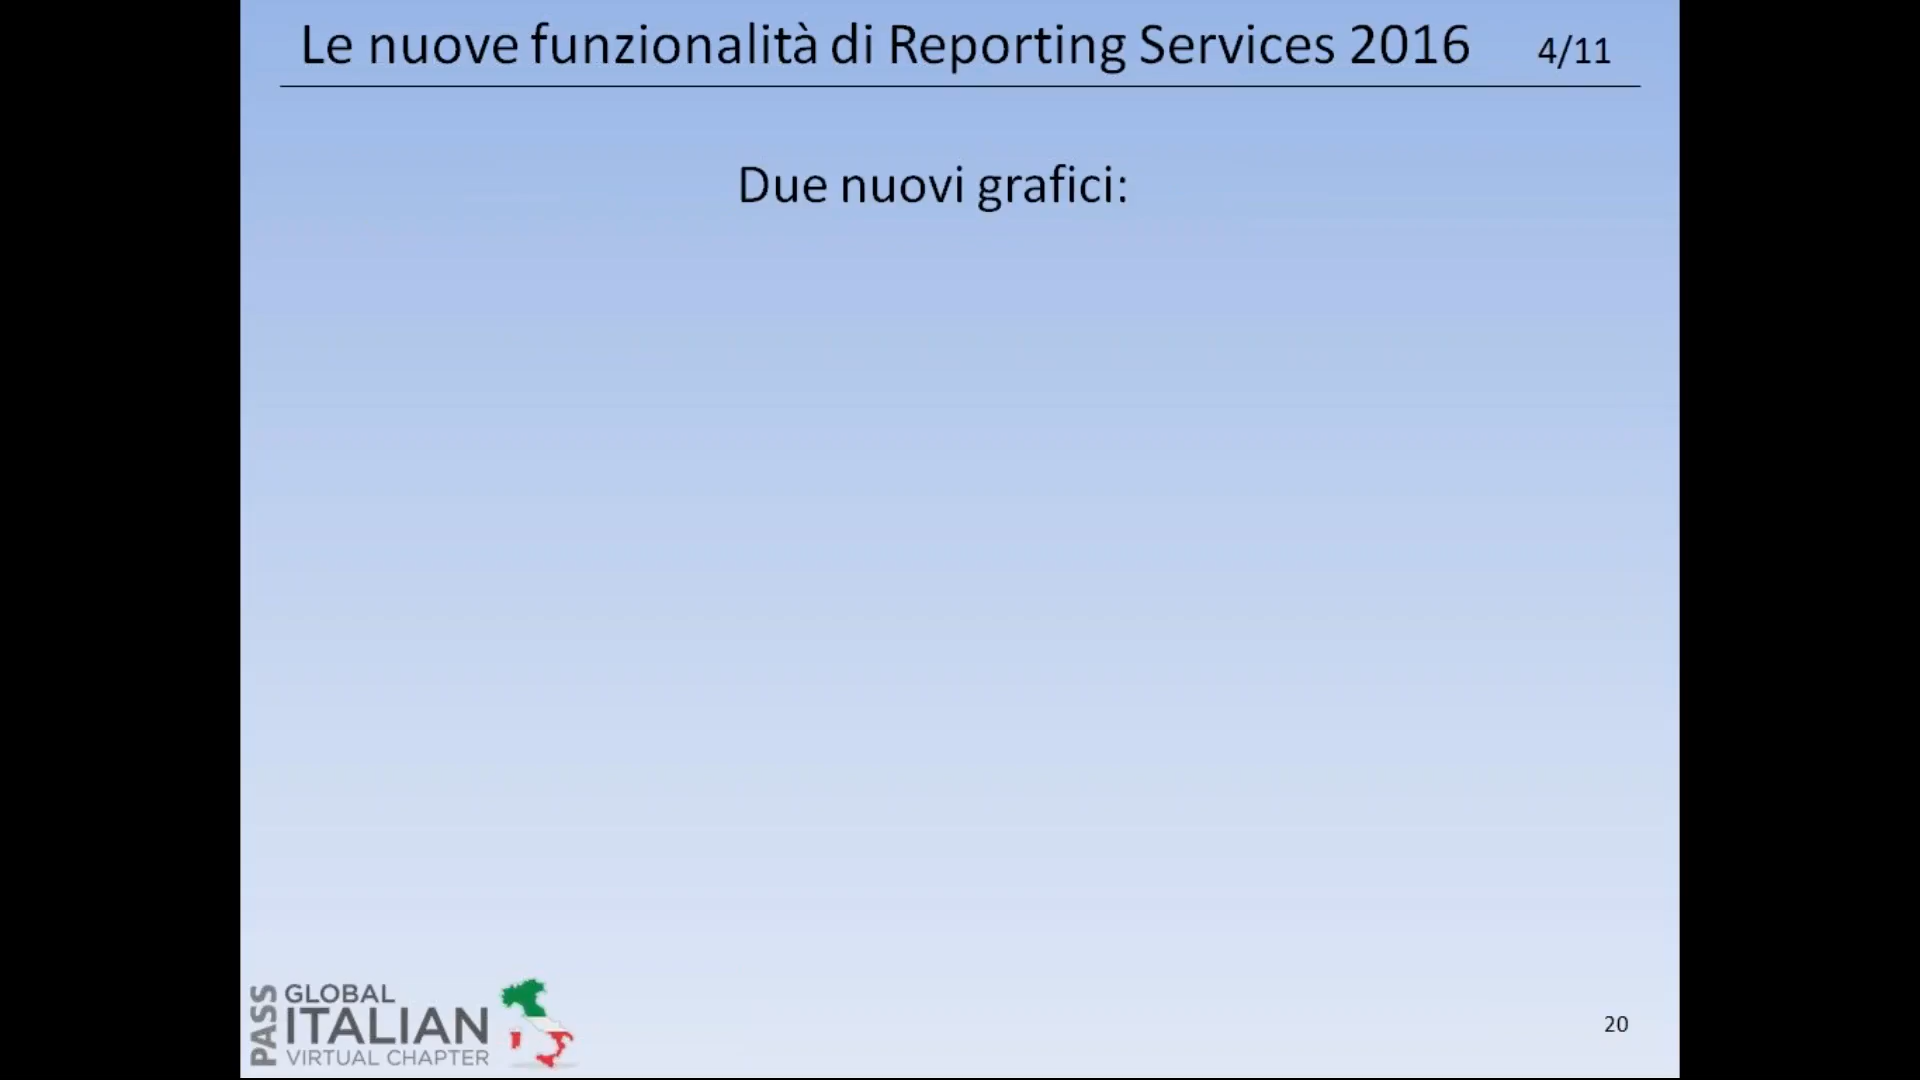 Le nuove funzionalità di Reporting Services 2016 4/11
Due nuovi grafici:
PASS
GLOBAL
ITALIAN
VIRTUAL CHAPTER
20